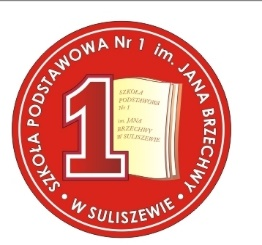 SZKOŁA PODSTAWOWA Nr 1 im. JANA BRZECHWY
• W SULISZEWIE •
1
SZKOŁA
PODSTAWOWA
Nr 1
im. JANA
BRZECHWY
W SULISZEWIE